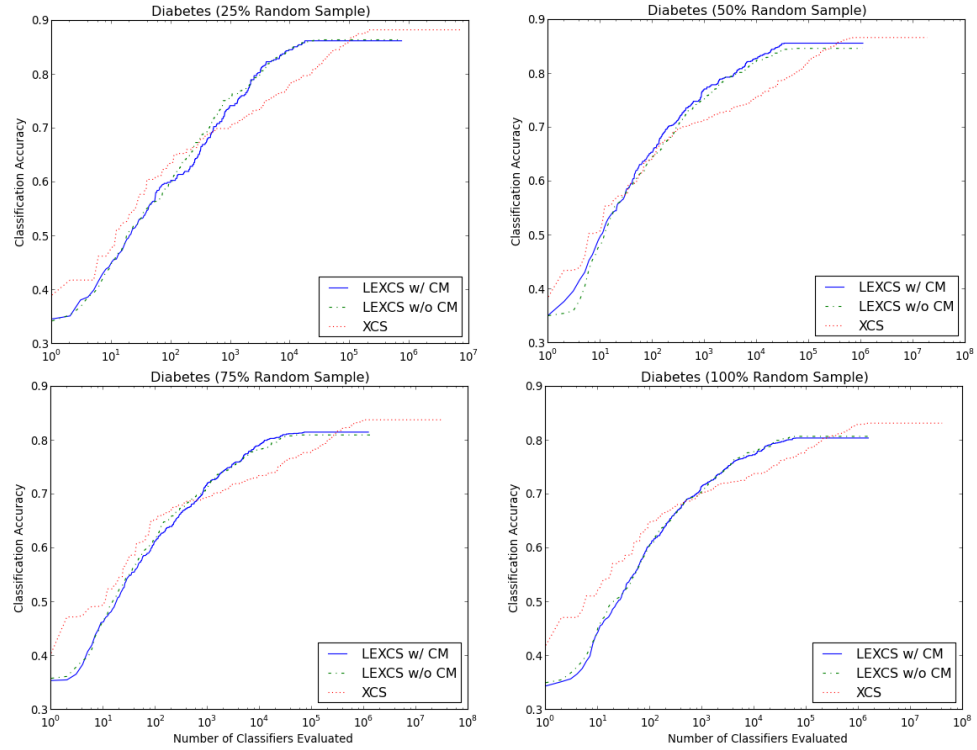 Diabetes (25% Random Sample)
0.9
0.8
0.7
0.6
0.5
0.4
0.3
Classification Accuracy
LEXCS w/ CM
LEXCS w/o CM
XCS
10^0 10^1 10^2 10^3 10^4 10^5 10^6 10^7
Diabetes (50% Random Sample)
0.9
0.8
0.7
0.6
0.5
0.4
0.3
Classification Accuracy
LEXCS w/ CM
LEXCS w/o CM
XCS
10^0 10^1 10^2 10^3 10^4 10^5 10^6 10^7 10^8
Diabetes (75% Random Sample)
0.9
0.8
0.7
0.6
0.5
0.4
0.3
Classification Accuracy
LEXCS w/ CM
LEXCS w/o CM
XCS
10^0 10^1 10^2 10^3 10^4 10^5 10^6 10^7 10^8
Number of Classifiers Evaluated
Diabetes (100% Random Sample)
0.9
0.8
0.7
0.6
0.5
0.4
0.3
Classification Accuracy
LEXCS w/ CM
LEXCS w/o CM
XCS
10^0 10^1 10^2 10^3 10^4 10^5 10^6 10^7 10^8
Number of Classifiers Evaluated